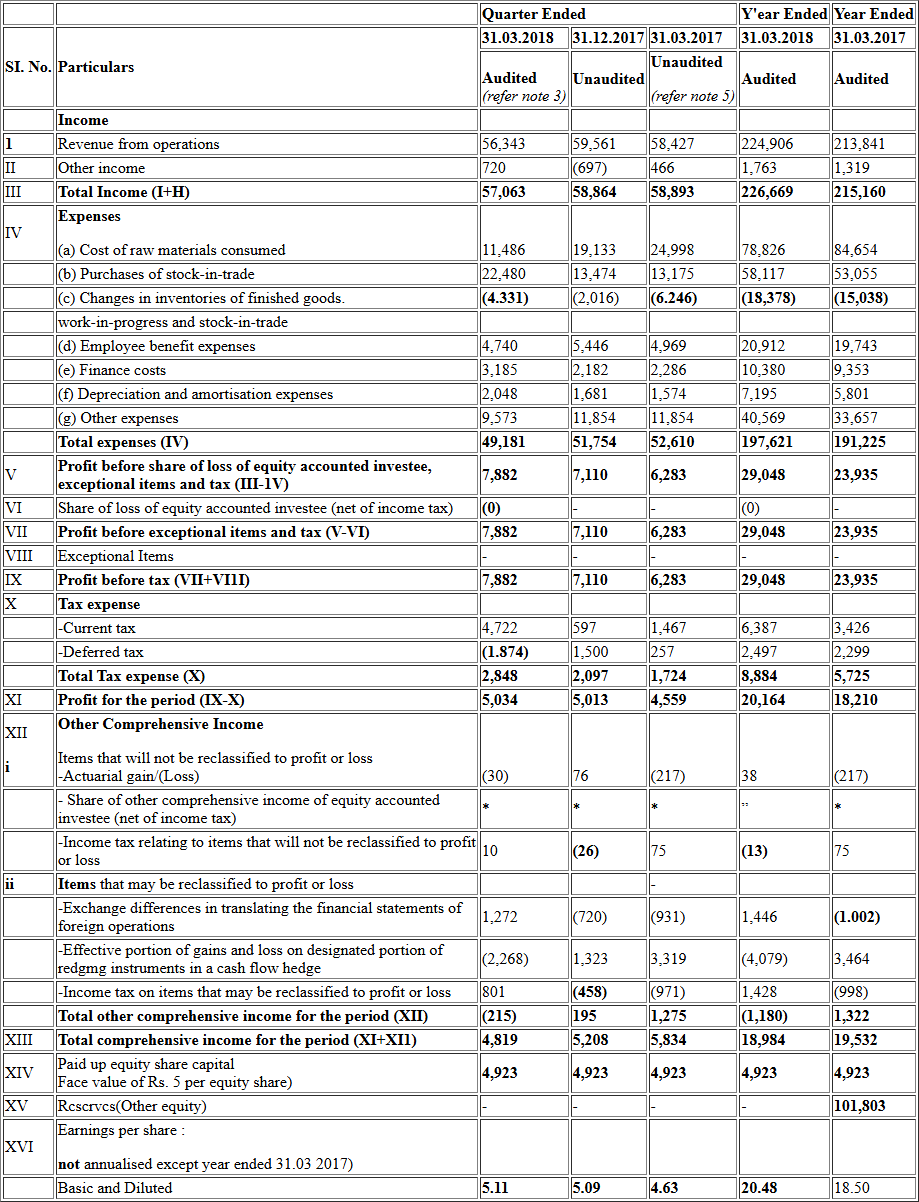 Quarter Ended Y'ear Ended Year Ended
SI. No. Particulars 31.03.2018 31.12.2017 31.03.2017 31.03.2018 31.03.2017
Audited Unaudited Unaudited Audited Audited
(refer note 3) (refer note 5)
Income
1 Revenue from operations 56,343 59,561 58,427 224,906 213,841
II Other income 720 (697) 466 1,763 1,319
III Total Income (I+H) 57,063 58,864 58,893 226,669 215,160
IV Expenses
(a) Cost of raw materials consumed 11,486 19,133 24,998 78,826 84,654
(b) Purchases of stock-in-trade 22,480 13,474 13,175 58,117 53,055
(c) Changes in inventories of finished goods. (4.331) (2,016) (6.246) (18,378) (15,038)
work-in-progress and stock-in-trade
(d) Employee benefit expenses 4,740 5,446 4,969 20,912 19,743
(e) Finance costs 3,185 2,182 2,286 10,380 9,353
(f) Depreciation and amortisation expenses 2,048 1,681 1,574 7,195 5,801
(g) Other expenses 9,573 11,854 11,854 40,569 33,657
Total expenses (IV) 49,181 51,754 52,610 197,621 191,225
V Profit before share of loss of equity accounted investee,
exceptional items and tax (III-1V) 7,882 7,110 6,283 29,048 23,935
VI Share of loss of equity accounted investee (net of income tax) (0) - - (0) -
VII Profit before exceptional items and tax (V-VI) 7,882 7,110 6,283 29,048 23,935
VIII Exceptional Items - - - - -
IX Profit before tax (VII+VI1I) 7,882 7,110 6,283 29,048 23,935
X Tax expense
-Current tax 4,722 597 1,467 6,387 3,426
-Deferred tax (1.874) 1,500 257 2,497 2,299
Total Tax expense (X) 2,848 2,097 1,724 8,884 5,725
XI Profit for the period (IX-X) 5,034 5,013 4,559 20,164 18,210
XII Other Comprehensive Income
i Items that will not be reclassified to profit or loss
-Actuarial gain/(Loss) (30) 76 (217) 38 (217)
- Share of other comprehensive income of equity accounted
investee (net of income tax) * * * *
-Income tax relating to items that will not be reclassified to profit
or loss 10 (26) 75 (13) 75
ii Items that may be reclassified to profit or loss -
-Exchange differences in translating the financial statements of
foreign operations 1,272 (720) (931) 1,446 (1.002)
-Effective portion of gains and loss on designated portion of
redgmg instruments in a cash flow hedge (2,268) 1,323 3,319 (4,079) 3,464
-Income tax on items that may be reclassified to profit or loss 801 (458) (971) 1,428 (998)
Total other comprehensive income for the period (XII) (215) 195 1,275 (1,180) 1,322
XIII Total comprehensive income for the period (XI+XI1) 4,819 5,208 5,834 18,984 19,532
XIV Paid up equity share capital
Face value of Rs. 5 per equity share) 4,923 4,923 4,923 4,923 4,923
XV Rcscrvcs(Other equity) - - - - 101,803
XVI Earnings per share :
not annualised except year ended 31.03 2017)
Basic and Diluted 5.11 5.09 4.63 20.48 18.50